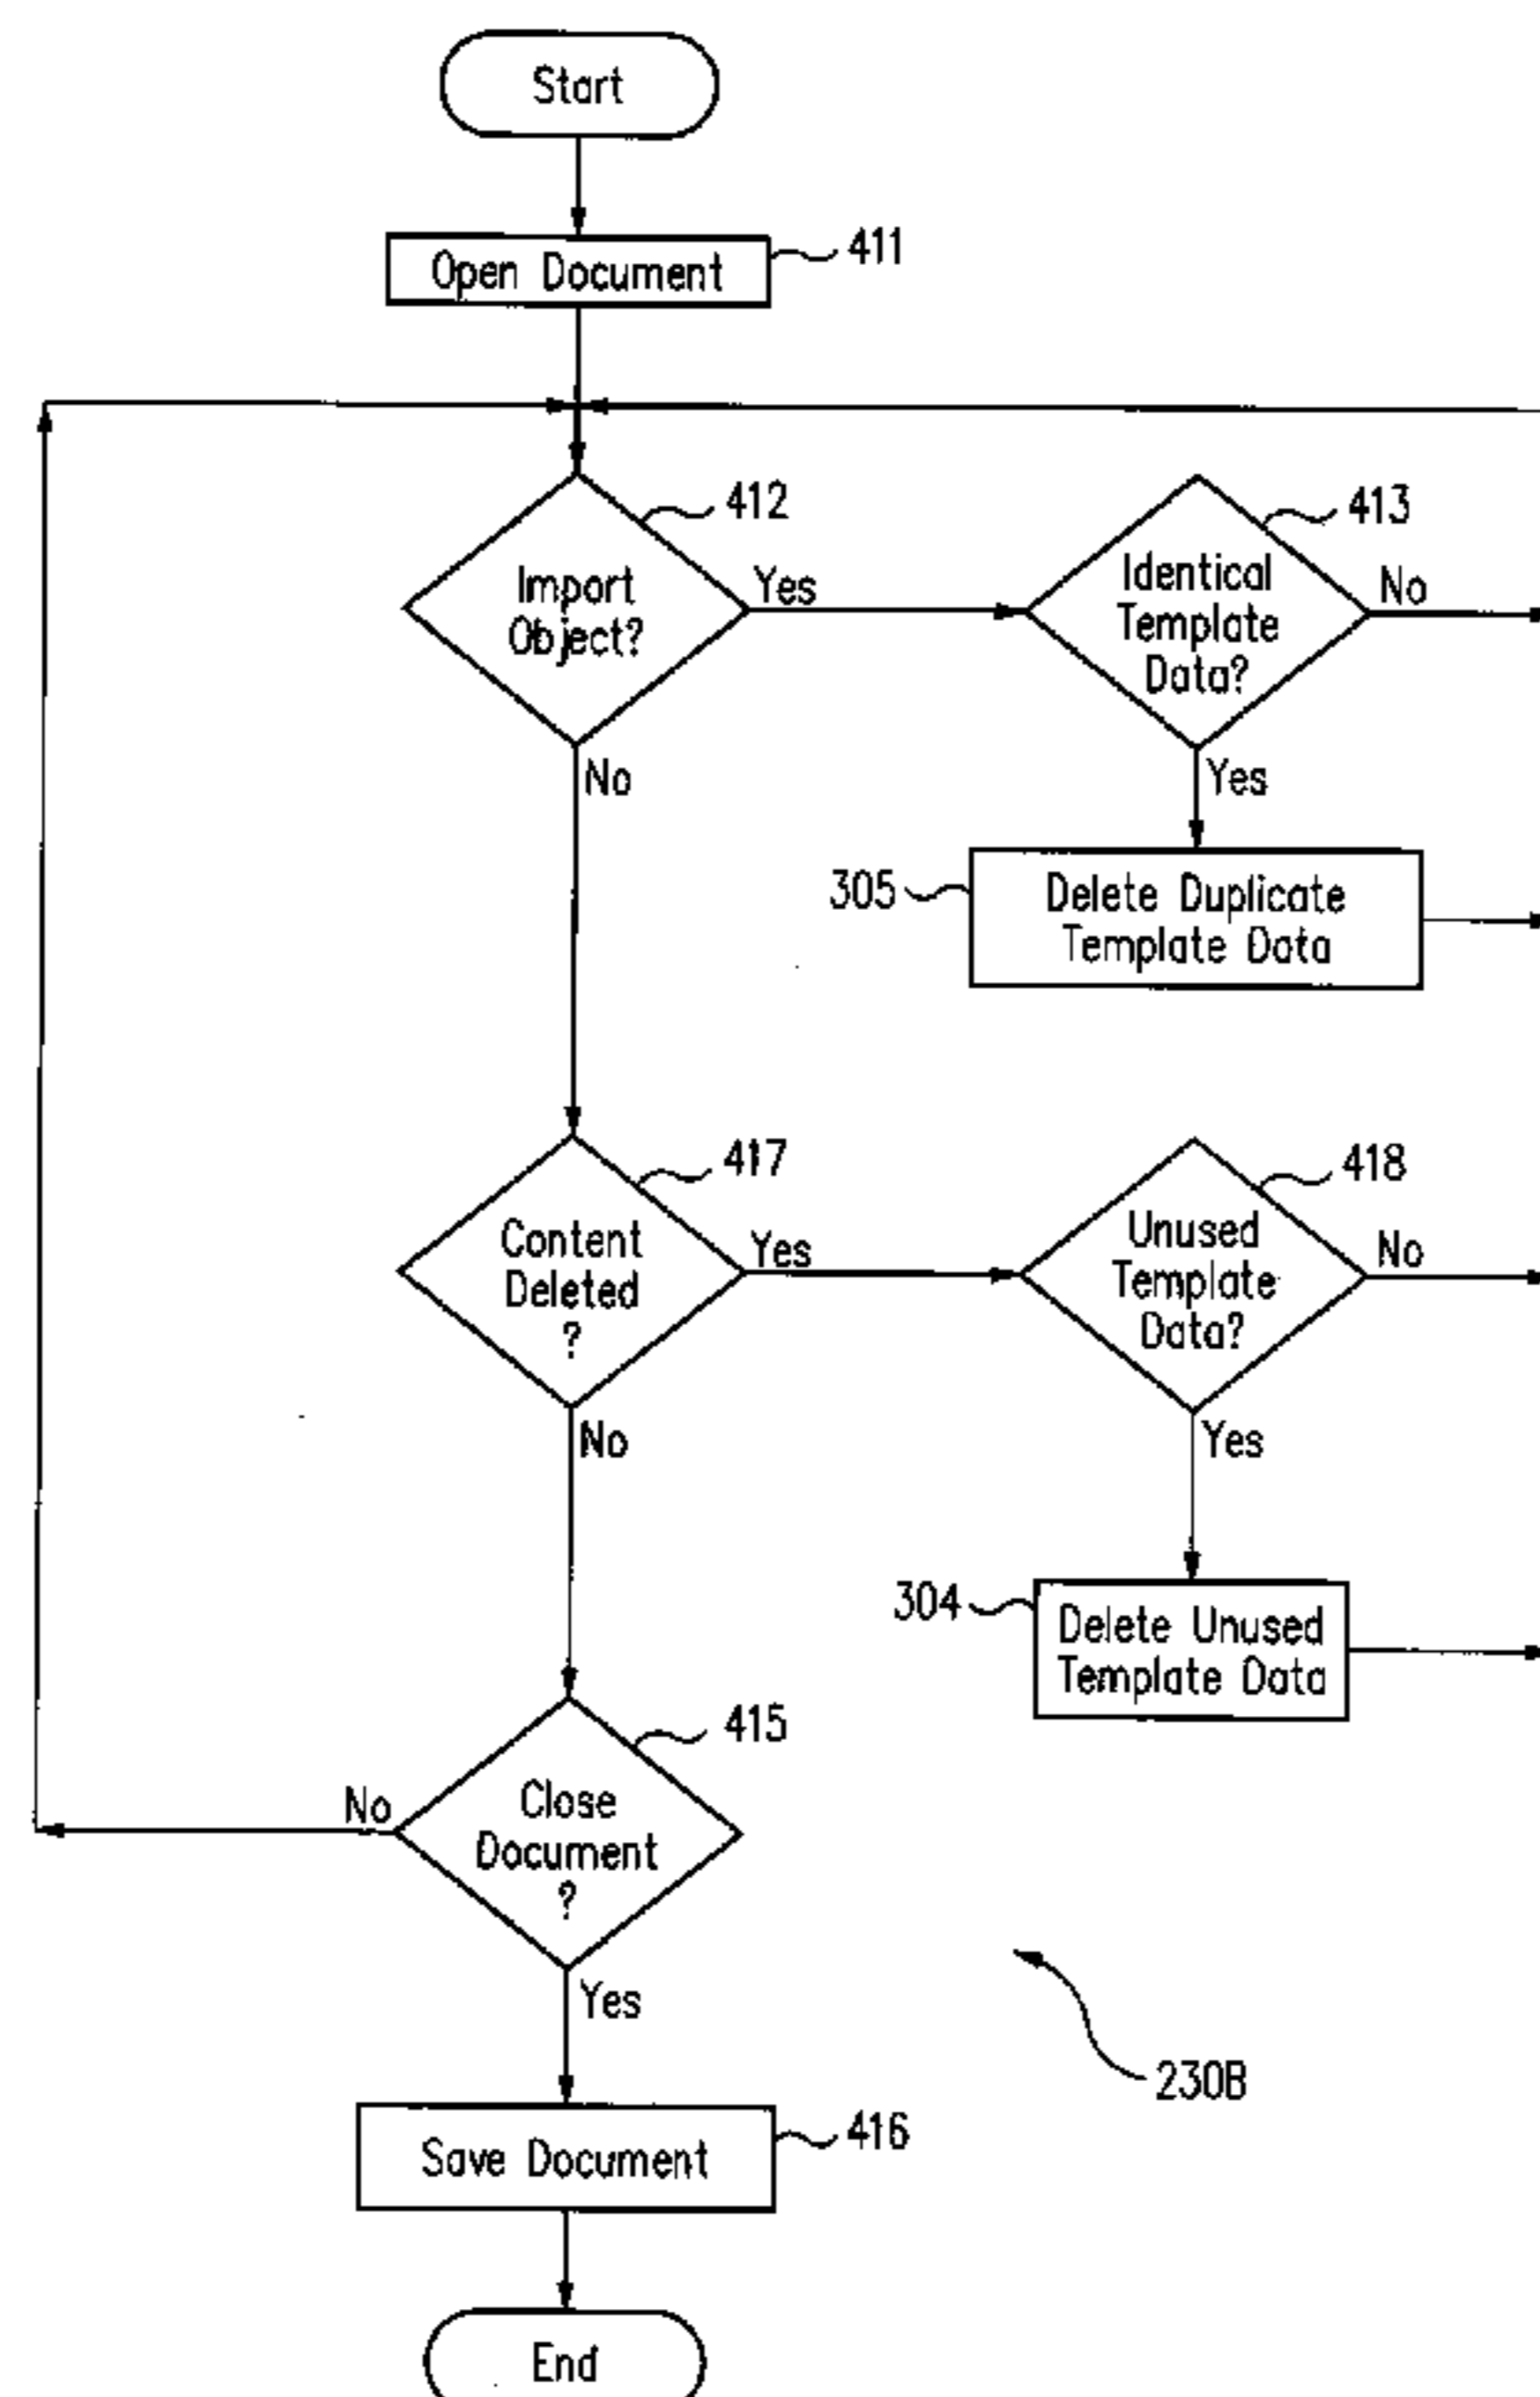 Start
Open Document
411
412
Import
Object?
Yes
No
413
Identical
Template
Data?
No
Yes
305
Delete Duplicate
Template Data
417
Content
Deleted
?
Yes
No
418
Unused
Template
Data?
No
Yes
304
Delete Unused
Template Data
415
Close
Document
?
No
Yes
230B
Save Document
416
End